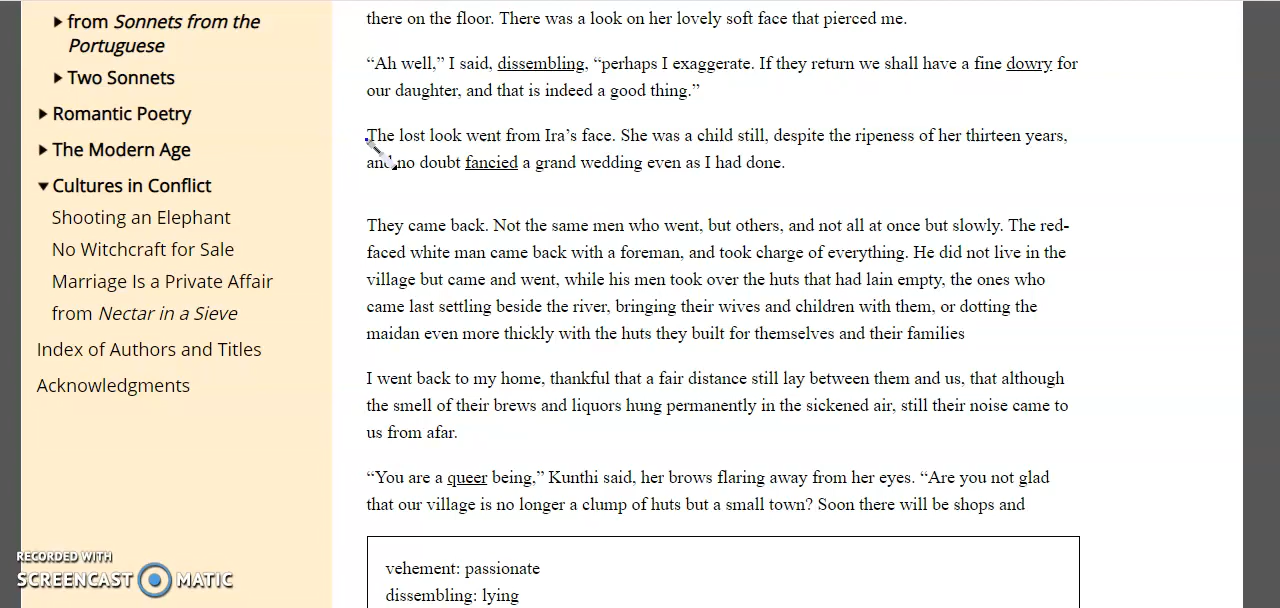 from Sonnets from the
Portuguese
Two Sonnets
Romantic Poetry
The Modern Age
Cultures in Conflict
Shooting an Elephant
No Witchcraft for Sale
Marriage Is a Private Affair
from Nectar in a Sieve
Index of Authors and Titles
Acknowledgments
there on the floor. There was a look on her lovely soft face that pierced me.
“Ah well,” I said, dissembling, “perhaps I exaggerate. If they return we shall have a fine dowry for
our daughter, and that is indeed a good thing.”
The lost look went from Ira’s face. She was a child still, despite the ripeness of her thirteen years,
and no doubt fancied a grand wedding even as I had done.
They came back. Not the same men who went, but others, and not all at once but slowly. The red-
faced white man came back with a foreman, and took charge of everything. He did not live in the
village but came and went, while his men took over the huts that had lain empty, the ones who
came last settling beside the river, bringing their wives and children with them, or dotting the
maidan even more thickly with the huts they built for themselves and their families
I went back to my home, thankful that a fair distance still lay between them and us, that although
the smell of their brews and liquors hung permanently in the sickened air, still their noise came to
us from afar.
“You are a queer being,” Kunthi said, her brows flaring away from her eyes. “Are you not glad
that our village is no longer a clump of huts but a small town? Soon there will be shops and
vehement: passionate
dissembling: lying
RECORDED WITH
SCREENCAST MATIC